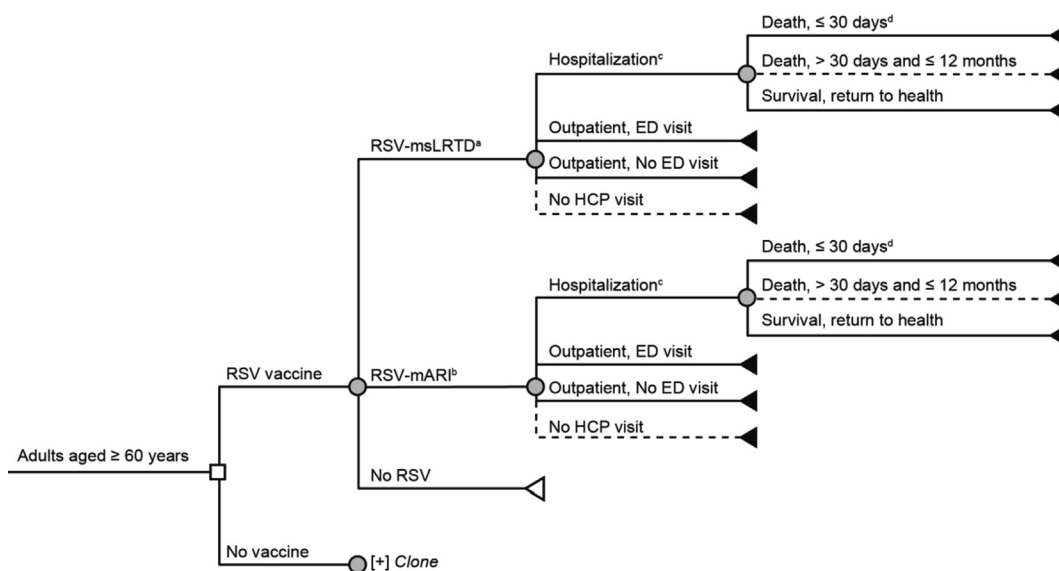 Death, ≤ 30 daysᵈ
Hospitalizationᶜ
Death, > 30 days and ≤ 12 months
Survival, return to health
RSV-msLRTDᵃ
Outpatient, ED visit
Outpatient, No ED visit
No HCP visit
Death, ≤ 30 daysᵈ
Hospitalizationᶜ
Death, > 30 days and ≤ 12 months
Survival, return to health
RSV vaccine
RSV-mARIᵇ
Outpatient, ED visit
Outpatient, No ED visit
No HCP visit
Adults aged ≥ 60 years
No RSV
No vaccine
[+] Clone